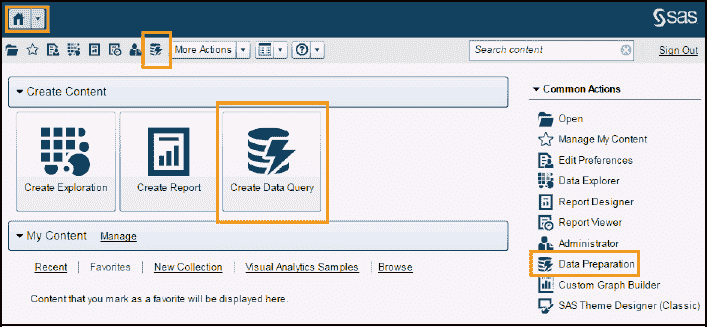 sas
More Actions
Search content
Sign Out
Create Content
Create Exploration
Create Report
Create Data Query
My Content
Manage
Recent
Favorites
New Collection
Visual Analytics Samples
Browse
Content that you mark as a favorite will be displayed here.
Common Actions
Open
Manage My Content
Edit Preferences
Data Explorer
Report Designer
Report Viewer
Administrator
Data Preparation
Custom Graph Builder
SAS Theme Designer (Classic)